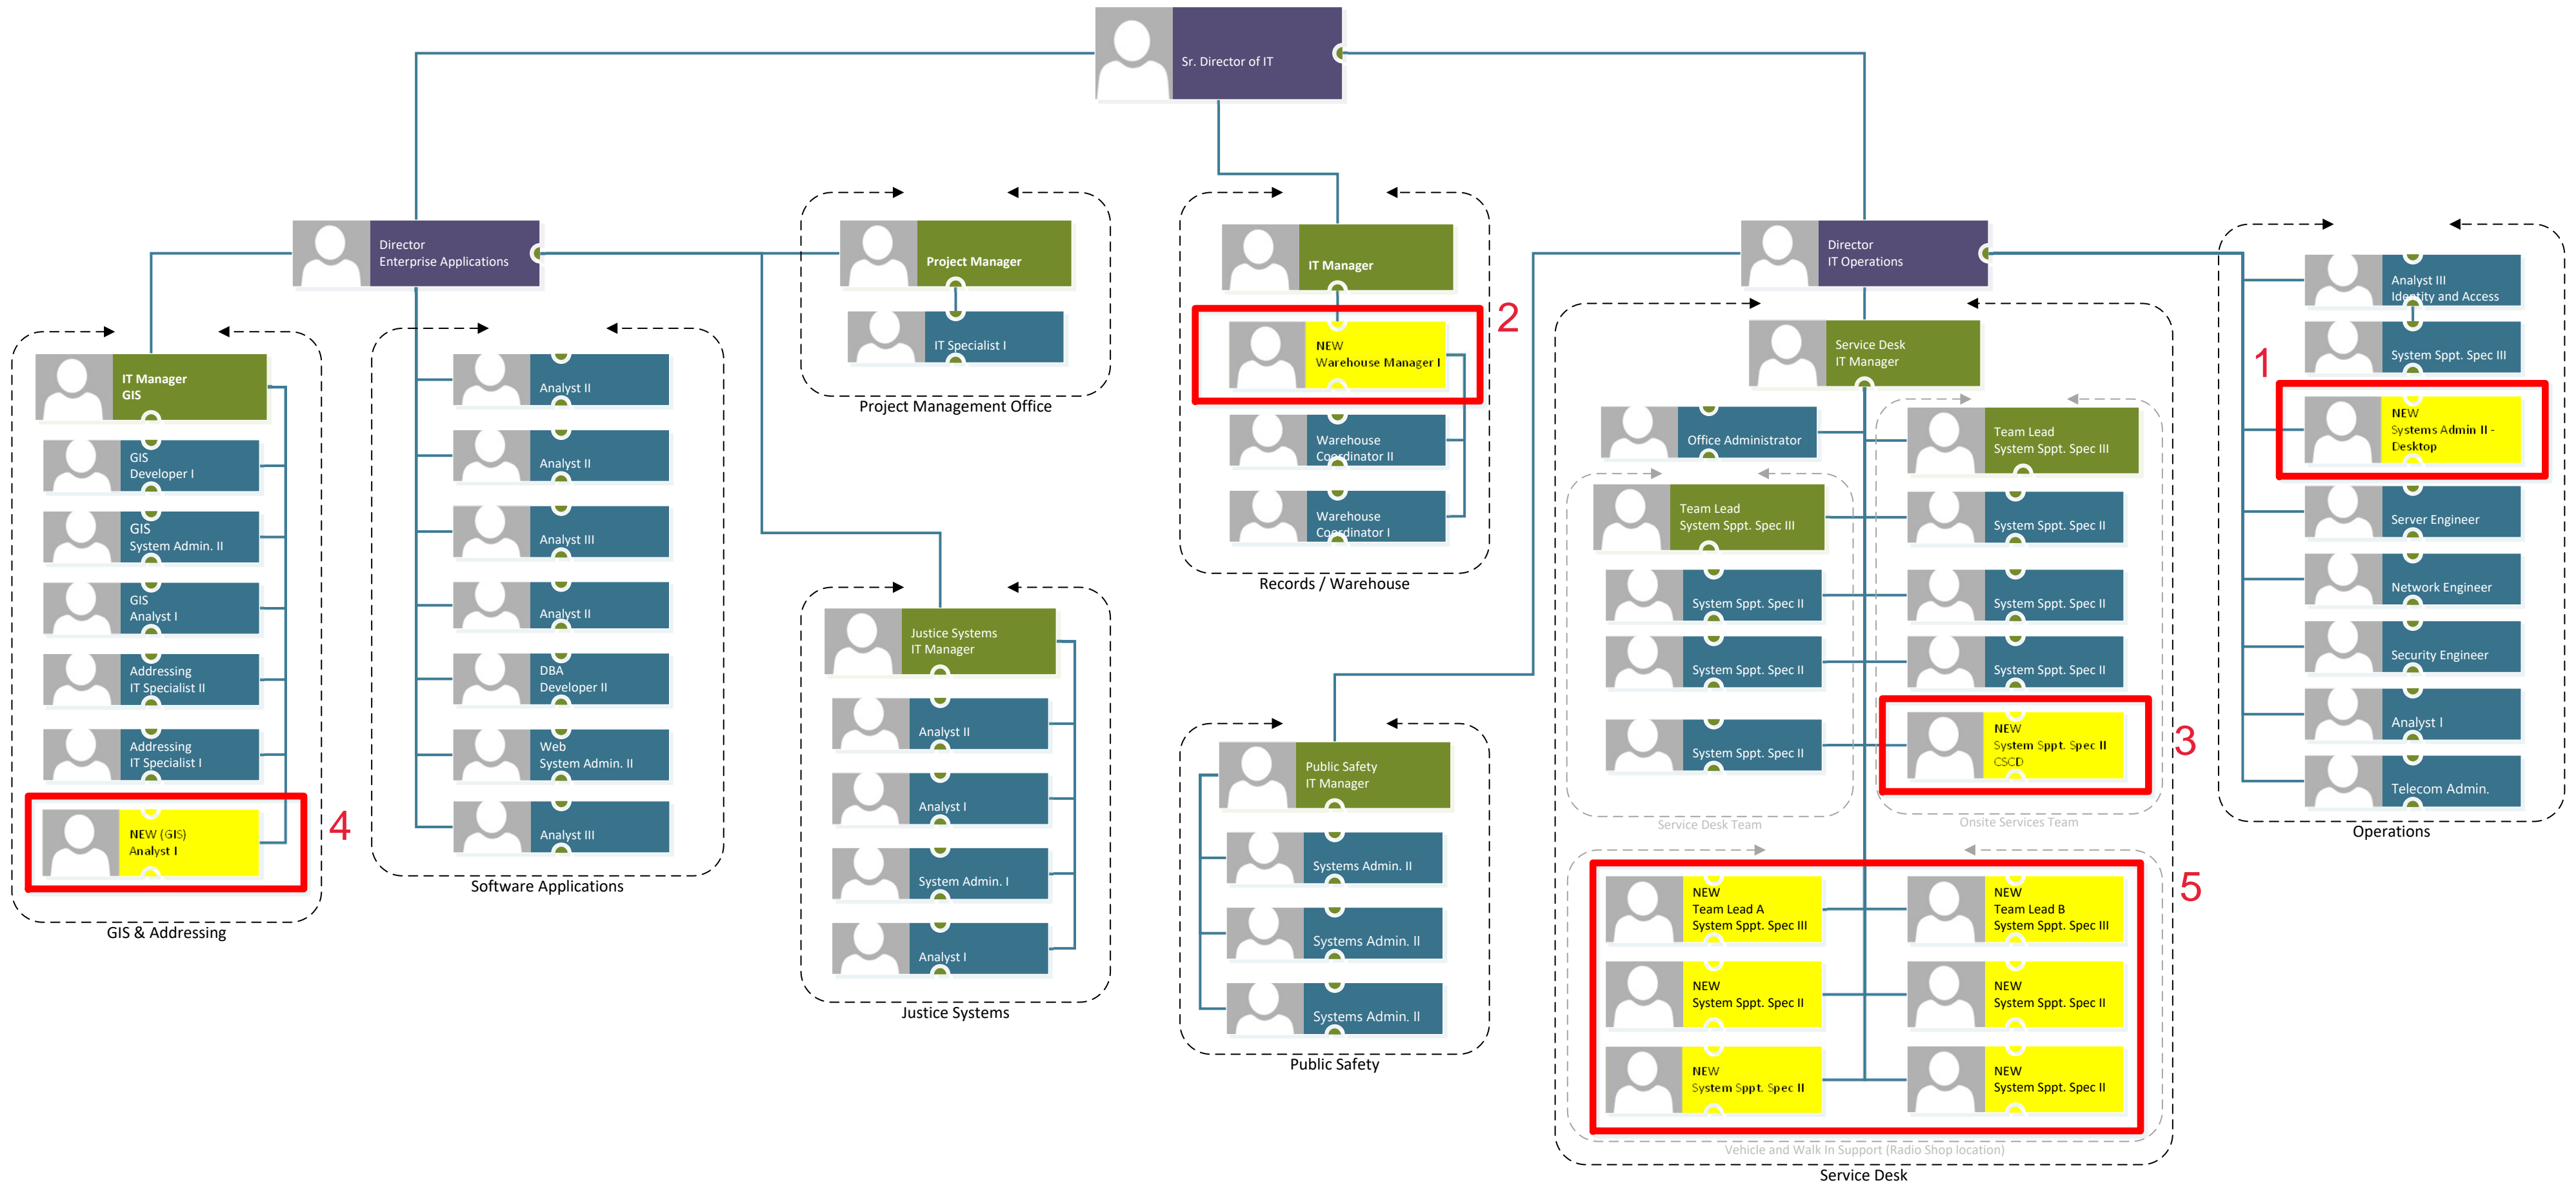 Sr. Director of IT
Director
Enterprise Applications
Project Manager
IT Specialist I
Project Management Office
IT Manager
NEW
Warehouse Manager I
2
Warehouse
Coordinator II
Warehouse
Coordinator I
Records / Warehouse
Director
IT Operations
IT Manager
GIS
GIS
Developer I
GIS
System Admin. II
GIS
Analyst I
Addressing
IT Specialist II
Addressing
IT Specialist I
NEW (GIS)
Analyst I
4
GIS & Addressing
Analyst II
Analyst II
Analyst III
Analyst II
DBA
Developer II
Web
System Admin. II
Analyst III
Software Applications
Justice Systems
IT Manager
Analyst II
Analyst I
System Admin. I
Analyst I
Justice Systems
Public Safety
IT Manager
Systems Admin. II
Systems Admin. II
Systems Admin. II
Public Safety
Service Desk
IT Manager
Office Administrator
Team Lead
System Sppt. Spec III
System Sppt. Spec II
System Sppt. Spec II
System Sppt. Spec II
Service Desk Team
Team Lead
System Sppt. Spec III
System Sppt. Spec II
System Sppt. Spec II
System Sppt. Spec II
NEW
System Sppt. Spec II
CSCD
3
Onsite Services Team
NEW
Team Lead A
System Sppt. Spec III
NEW
Team Lead B
System Sppt. Spec III
5
NEW
System Sppt. Spec II
NEW
System Sppt. Spec II
NEW
System Sppt. Spec II
NEW
System Sppt. Spec II
Vehicle and Walk In Support (Radio Shop location)
Service Desk
Analyst III
Identity and Access
System Sppt. Spec III
1
NEW
Systems Admin II -
Desktop
Server Engineer
Network Engineer
Security Engineer
Analyst I
Telecom Admin.
Operations